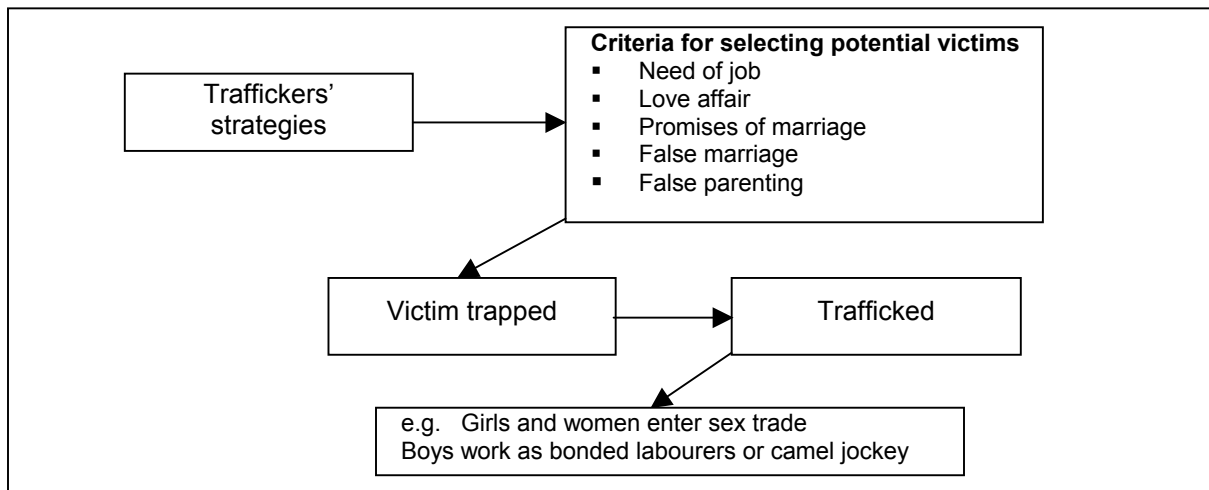 Traffickers'
strategies
Criteria for selecting potential victims
▪ Need of job
▪ Love affair
▪ Promises of marriage
▪ False marriage
▪ False parenting
Victim trapped
Trafficked
e.g. Girls and women enter sex trade
Boys work as bonded labourers or camel jockey